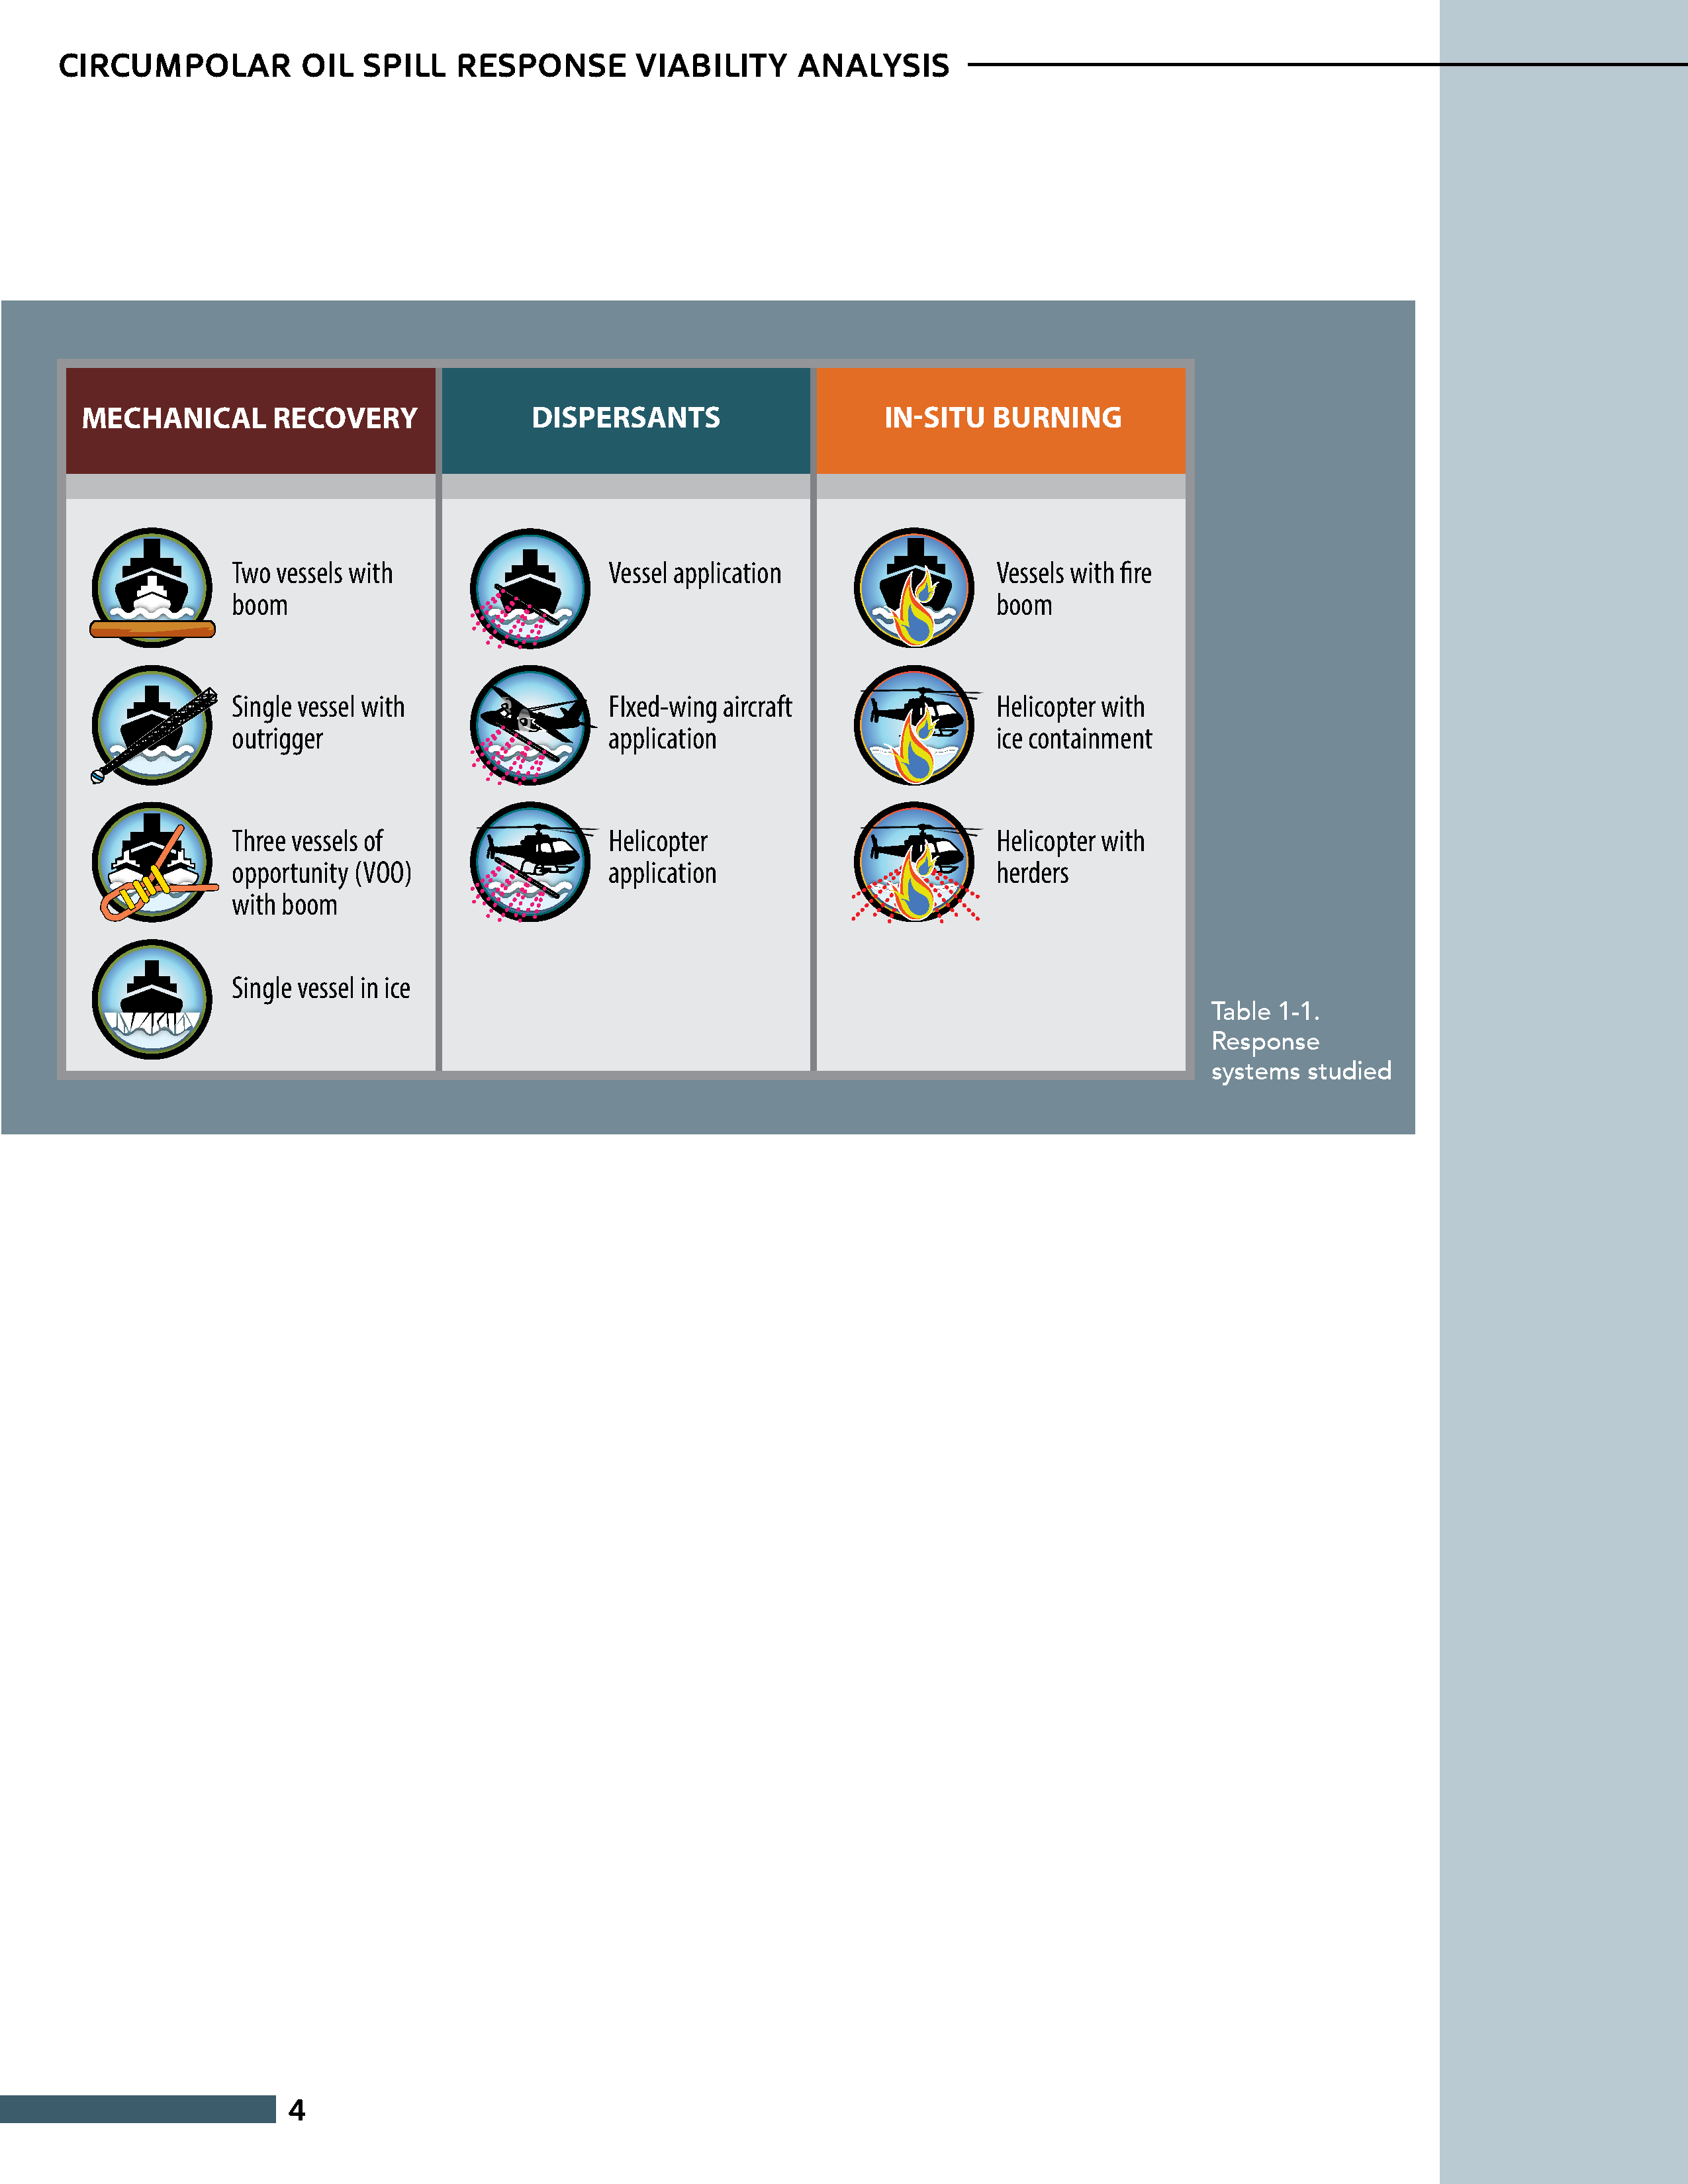 CIRCUMPOLAR OIL SPILL RESPONSE VIABILITY ANALYSIS
MECHANICAL RECOVERY
Two vessels with
boom
Single vessel with
outrigger
Three vessels of
opportunity (VOO)
with boom
Single vessel in ice
DISPERSANTS
Vessel application
FIxed-wing aircraft
application
Helicopter
application
IN-SITU BURNING
Vessels with fire
boom
Helicopter with
ice containment
Helicopter with
herders
Table 1-1.
Response
systems studied
4